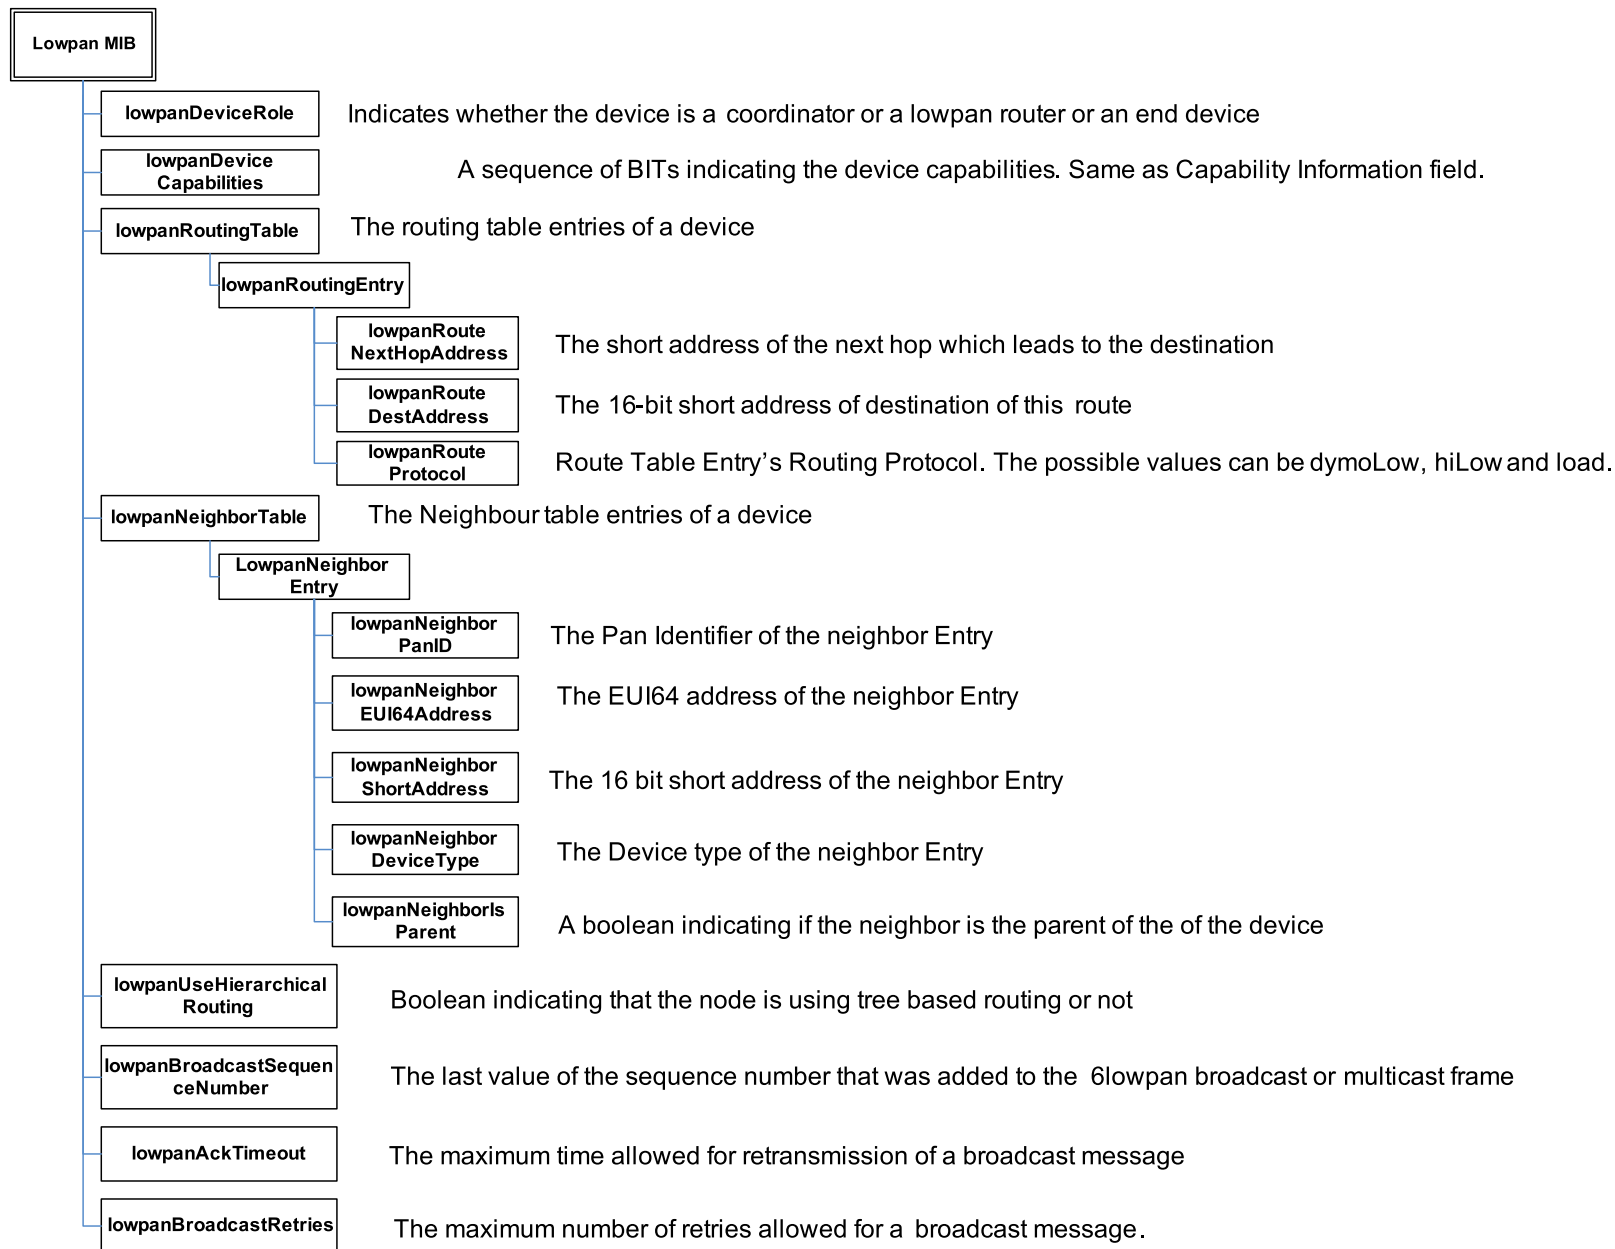 Lowpan MIB
lowpanDeviceRole
Indicates whether the device is a coordinator or a lowpan router or an end device
lowpanDevice
Capabilities
A sequence of BITs indicating the device capabilities. Same as Capability Information field.
lowpanRoutingTable
The routing table entries of a device
lowpanRoutingEntry
lowpanRoute
NextHopAddress
The short address of the next hop which leads to the destination
lowpanRoute
DestAddress
The 16-bit short address of destination of this route
lowpanRoute
Protocol
Route Table Entry’s Routing Protocol. The possible values can be dymoLow, hiLow and load.
lowpanNeighborTable
The Neighbour table entries of a device
LowpanNeighbor
Entry
lowpanNeighbor
PanID
The Pan Identifier of the neighbor Entry
lowpanNeighbor
EUI64Address
The EUI64 address of the neighbor Entry
lowpanNeighbor
ShortAddress
The 16 bit short address of the neighbor Entry
lowpanNeighbor
DeviceType
The Device type of the neighbor Entry
lowpanNeighborIs
Parent
A boolean indicating if the neighbor is the parent of the of the device
lowpanUseHierarchical
Routing
Boolean indicating that the node is using tree based routing or not
lowpanBroadcastSequen
ceNumber
The last value of the sequence number that was added to the 6lowpan broadcast or multicast frame
lowpanAckTimeout
The maximum time allowed for retransmission of a broadcast message
lowpanBroadcastRetries
The maximum number of retries allowed for a broadcast message.